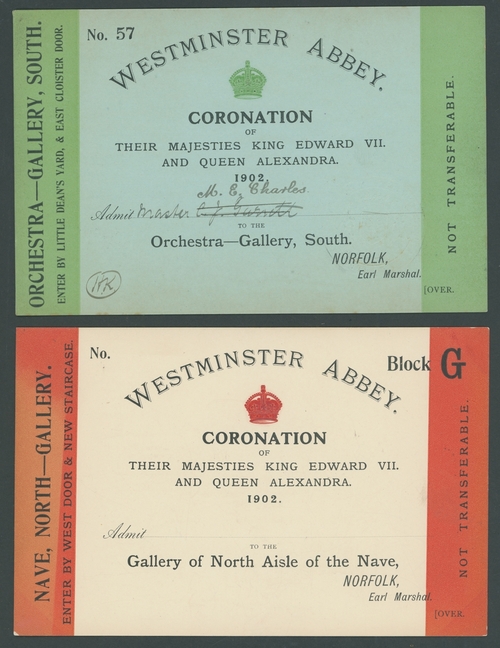 ORCHESTRA—GALLERY, SOUTH.
ENTER BY LITTLE DEAN'S YARD, & EAST CLOISTER DOOR.
No. 57
WESTMINSTER ABBEY.
CORONATION
OF
THEIR MAJESTIES KING EDWARD VII.
AND QUEEN ALEXANDRA.
1902.
M. E. Charles.
Admit Master
TO THE
Orchestra—Gallery, South.
NORFOLK,
Earl Marshal.
[OVER.
NOT TRANSFERABLE.
NAVE, NORTH—GALLERY.
ENTER BY WEST DOOR & NEW STAIRCASE.
No.
WESTMINSTER ABBEY.
Block G
CORONATION
OF
THEIR MAJESTIES KING EDWARD VII.
AND QUEEN ALEXANDRA.
1902.
Admit
TO THE
Gallery of North Aisle of the Nave,
NORFOLK,
Earl Marshal.
[OVER.
NOT TRANSFERABLE.